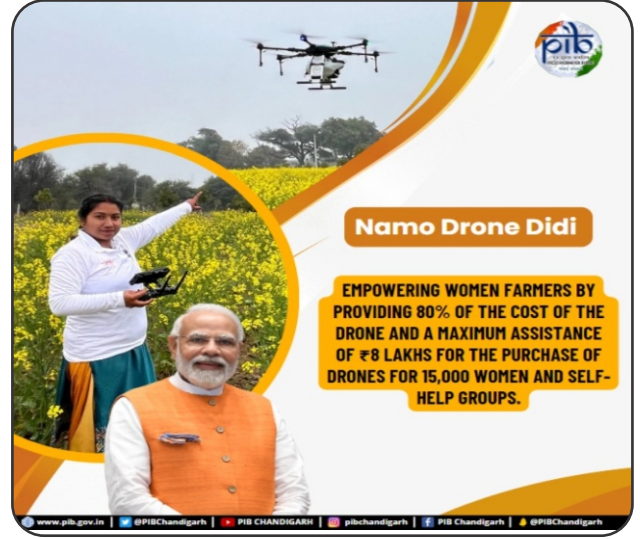 pib
Namo Drone Didi
EMPOWERING WOMEN FARMERS BY
PROVIDING 80% OF THE COST OF THE
DRONE AND A MAXIMUM ASSISTANCE
OF ₹8 LAKHS FOR THE PURCHASE OF
DRONES FOR 15,000 WOMEN AND SELF-
HELP GROUPS.
www.pib.gov.in | @PIBChandigarh | PIB CHANDIGARH | pibchandigarh | PIB Chandigarh | @PIBChandigarh